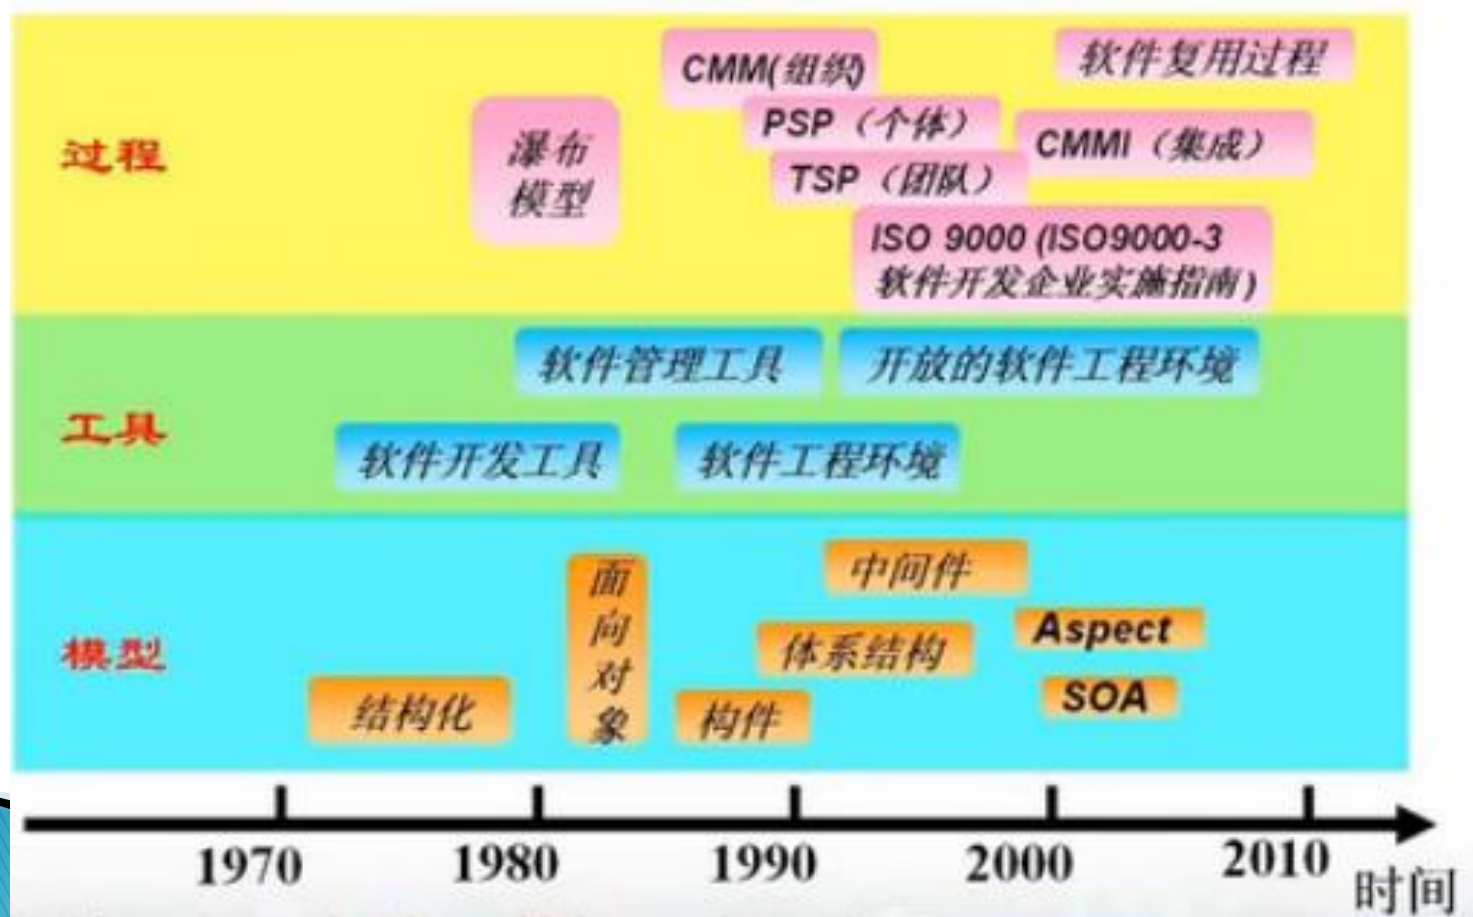 过程
瀑布
模型
CMM(组织)
PSP（个体）
TSP（团队）
软件复用过程
CMMI（集成）
ISO 9000 (ISO9000-3
软件开发企业实施指南)
工具
软件管理工具
开放的软件工程环境
软件开发工具
软件工程环境
模型
结构化
面
向
对
象
构件
体系结构
中间件
Aspect
SOA
1970
1980
1990
2000
2010
时间